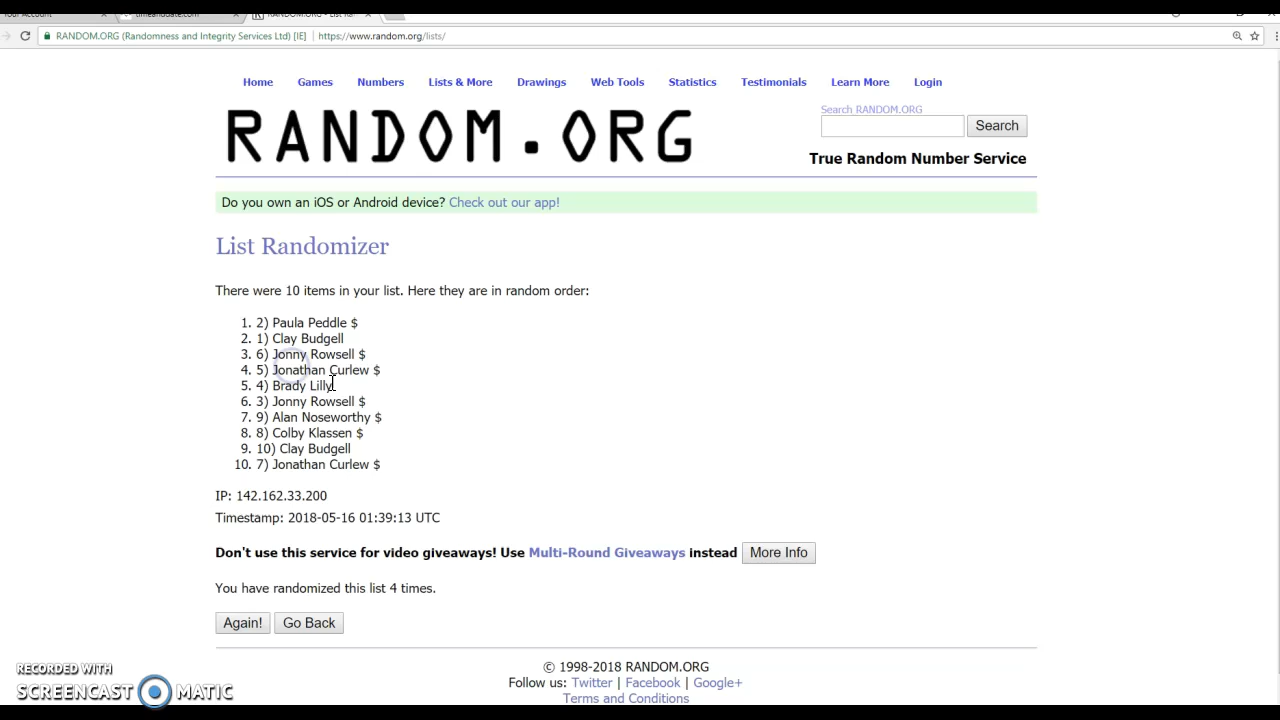 Your Account
timeanddate.com
RANDOM.ORG - List Ra
RANDOM.ORG (Randomness and Integrity Services Ltd) [IE] | https://www.random.org/lists/
Home Games Numbers Lists & More Drawings Web Tools Statistics Testimonials Learn More Login
RANDOM.ORG
Search RANDOM.ORG
Search
True Random Number Service
Do you own an iOS or Android device? Check out our app!
List Randomizer
There were 10 items in your list. Here they are in random order:
1. 2) Paula Peddle $
2. 1) Clay Budgell
3. 6) Jonny Rowsell $
4. 5) Jonathan Curlew $
5. 4) Brady Lilly
6. 3) Jonny Rowsell $
7. 9) Alan Noseworthy $
8. 8) Colby Klassen $
9. 10) Clay Budgell
10. 7) Jonathan Curlew $
IP: 142.162.33.200
Timestamp: 2018-05-16 01:39:13 UTC
Don't use this service for video giveaways! Use Multi-Round Giveaways instead More Info
You have randomized this list 4 times.
Again! Go Back
© 1998-2018 RANDOM.ORG
Follow us: Twitter | Facebook | Google+
Terms and Conditions
RECORDED WITH
SCREENCAST MATIC